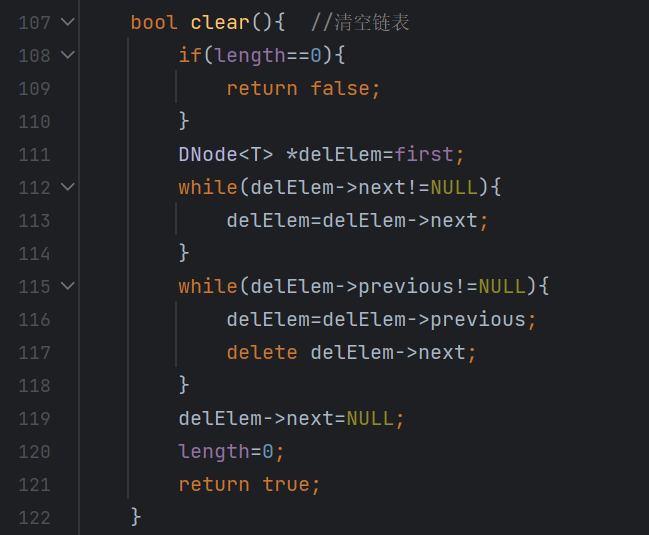 107 bool clear(){  //清空链表
108 if(length==0){
109 return false;
110 }
111 DNode<T> *delElem=first;
112 while(delElem->next!=NULL){
113 delElem=delElem->next;
114 }
115 while(delElem->previous!=NULL){
116 delElem=delElem->previous;
117 delete delElem->next;
118 }
119 delElem->next=NULL;
120 length=0;
121 return true;
122 }